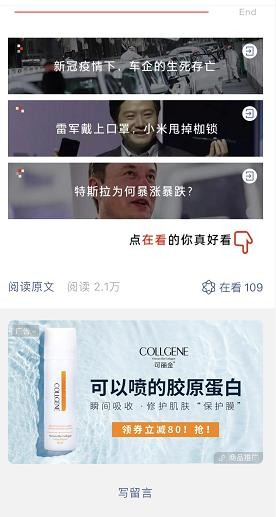 End
新冠疫情下，车企的生死存亡
雷军戴上口罩，小米甩掉枷锁
特斯拉为何暴涨暴跌？
点在看的你真好看
阅读原文 阅读 2.1万 在看 109
广告
COLLGENE
可丽金
可以喷的胶原蛋白
瞬间吸收·修护肌肤“保护膜”
领券立减80！抢！
COLLGENE
商品推广
写留言